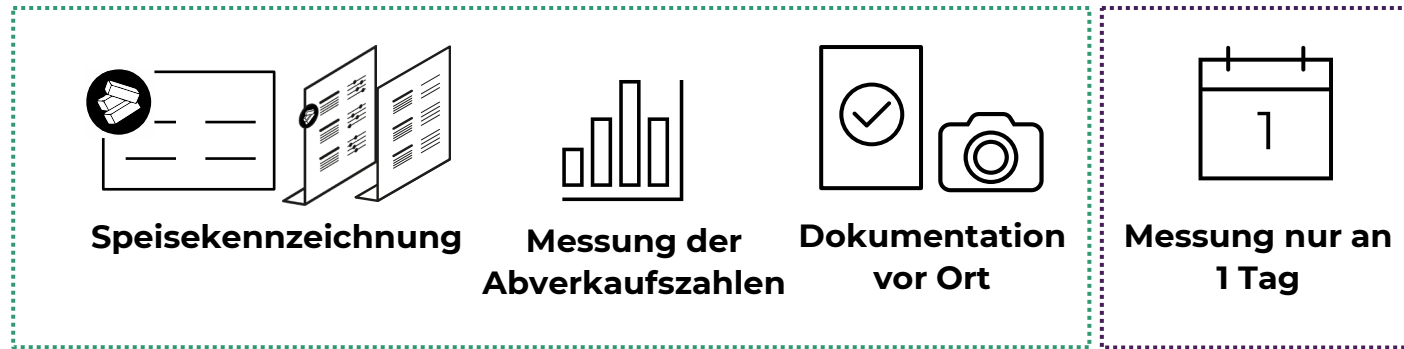 Speisekennzeichnung
Messung der
Abverkaufszahlen
Dokumentation
vor Ort
1
Messung nur an
1 Tag